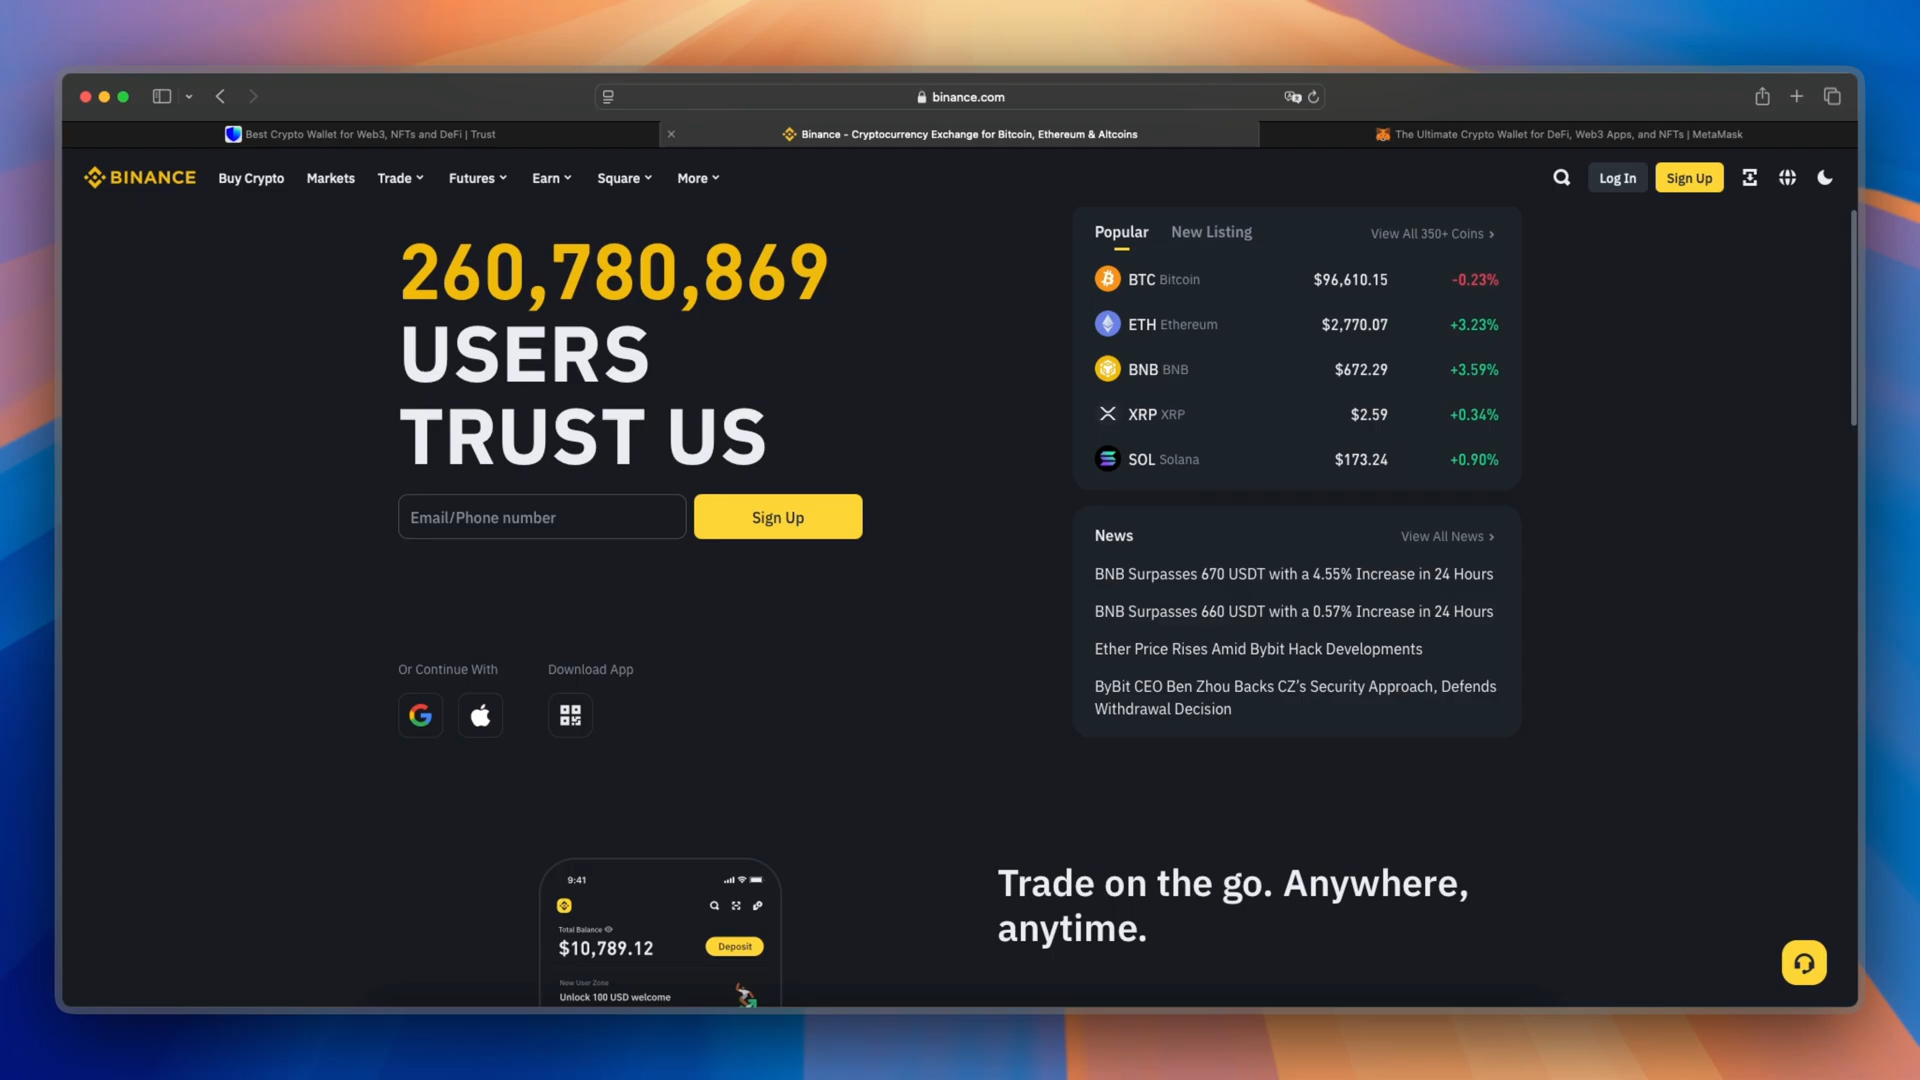 binance.com
Best Crypto Wallet for Web3, NFTs and DeFi | Trust
Binance - Cryptocurrency Exchange for Bitcoin, Ethereum & Altcoins
The Ultimate Crypto Wallet for DeFi, Web3 Apps, and NFTs | MetaMask
BINANCE Buy Crypto Markets Trade Futures Earn Square More Log In Sign Up
260,780,869
USERS
TRUST US
Email/Phone number Sign Up
Or Continue With Download App
Popular New Listing View All 350+ Coins >
BTC Bitcoin $96,610.15 -0.23%
ETH Ethereum $2,770.07 +3.23%
BNB BNB $672.29 +3.59%
XRP XRP $2.59 +0.34%
SOL Solana $173.24 +0.90%
News View All News >
BNB Surpasses 670 USDT with a 4.55% Increase in 24 Hours
BNB Surpasses 660 USDT with a 0.57% Increase in 24 Hours
Ether Price Rises Amid Bybit Hack Developments
ByBit CEO Ben Zhou Backs CZ's Security Approach, Defends
Withdrawal Decision
9:41
Total Balance
$10,789.12 Deposit
New User Zone
Unlock 100 USD welcome
Trade on the go. Anywhere,
anytime.